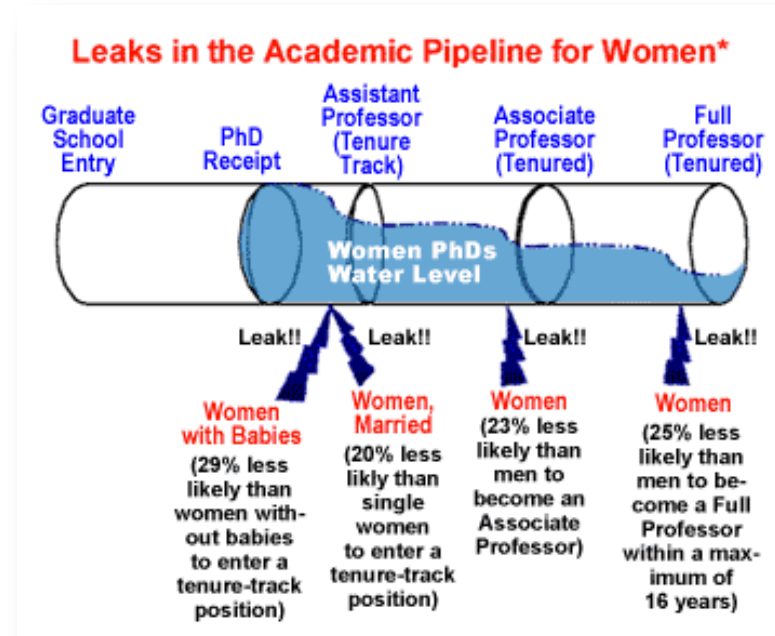 Leaks in the Academic Pipeline for Women*
Graduate
School
Entry
PhD
Receipt
Assistant
Professor
(Tenure
Track)
Associate
Professor
(Tenured)
Full
Professor
(Tenured)
Women PhDs
Water Level
Leak!!
Leak!!
Leak!!
Leak!!
Women
with Babies
(29% less
likely than
women with-
out babies
to enter a
tenure-track
position)
Women,
Married
(20% less
likly than
single
women
to enter a
tenure-track
position)
Women
(23% less
likely than
men to
become an
Associate
Professor)
Women
(25% less
likely than
men to be-
come a Full
Professor
within a max-
imum of
16 years)